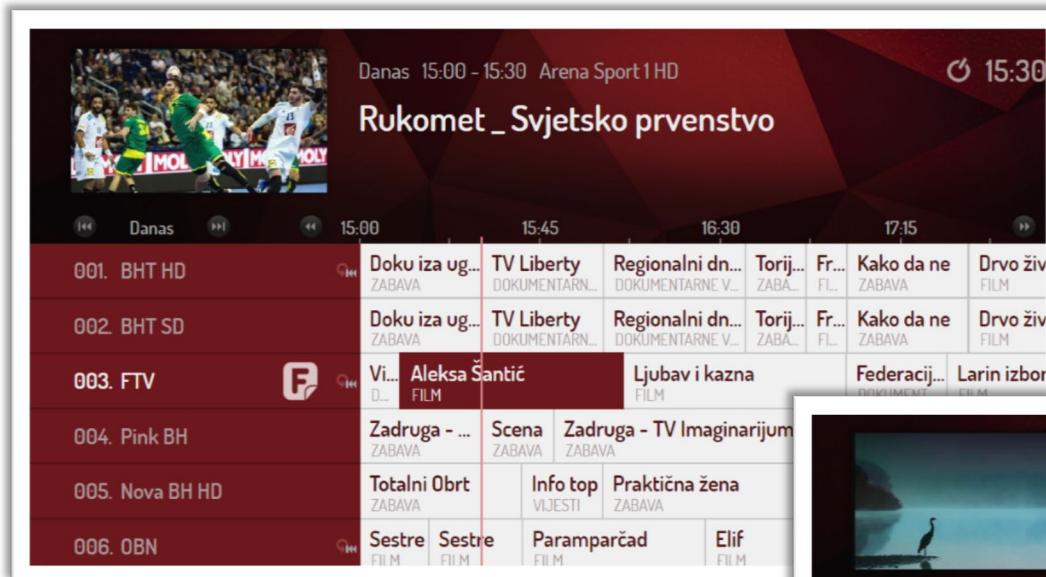 Danas 15:00 - 15:30 Arena Sport 1 HD
15:30
Rukomet _ Svjetsko prvenstvo
MOLY
Danas
15:00 15:45 16:30 17:15
001. BHT HD
Doku iza ug... TV Liberty Regionalni dn... Torij... Fr... Kako da ne Drvo živ
ZABAVA DOKUMENTARN... DOKUMENTARNE V... ZABA... FI... ZABAVA FILM
002. BHT SD
Doku iza ug... TV Liberty Regionalni dn... Torij... Fr... Kako da ne Drvo živ
ZABAVA DOKUMENTARN... DOKUMENTARNE V... ZABA... FI... ZABAVA FILM
003. FTV F
Vi... Aleksa Šantić Ljubav i kazna Federacij... Larin izbor
D... FILM FILM DOKUMENT... FILM
004. Pink BH
Zadruga - ... Scena Zadruga - TV Imaginarijum
ZABAVA ZABAVA ZABAVA
005. Nova BH HD
Totalni Obrt Info top Praktična žena
ZABAVA VIJESTI ZABAVA
006. OBN
Sestre Sestre Paramparčad Elif
FILM FILM FILM FILM